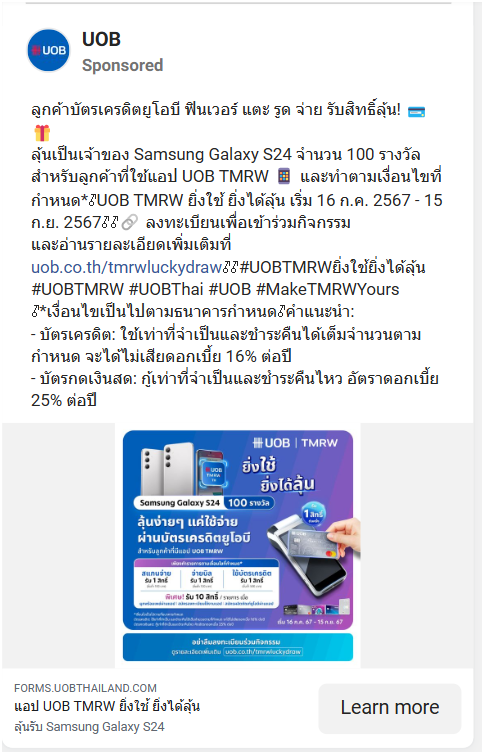 UOB
Sponsored
ลูกค้าบัตรเครดิตยูโอบี ฟินเวอร์ แตะ รูด จ่าย รับสิทธิ์ลุ้น! 💳
🎁
ลุ้นเป็นเจ้าของ Samsung Galaxy S24 จำนวน 100 รางวัล
สำหรับลูกค้าที่ใช้แอป UOB TMRW 📱 และทำตามเงื่อนไขที่
กำหนด*⚦UOB TMRW ยิ่งใช้ ยิ่งได้ลุ้น เริ่ม 16 ก.ค. 2567 - 15
ก.ย. 2567⚦⚦🔗 ลงทะเบียนเพื่อเข้าร่วมกิจกรรม
และอ่านรายละเอียดเพิ่มเติมที่
uob.co.th/tmrwluckydraw⚦⚦#UOBTMRWยิ่งใช้ยิ่งได้ลุ้น
#UOBTMRW #UOBThai #UOB #MakeTMRWYours
⚦*เงื่อนไขเป็นไปตามธนาคารกำหนด⚦คำแนะนำ:
- บัตรเครดิต: ใช้เท่าที่จำเป็นและชำระคืนได้เต็มจำนวนตาม
กำหนด จะได้ไม่เสียดอกเบี้ย 16% ต่อปี
- บัตรกดเงินสด: กู้เท่าที่จำเป็นและชำระคืนไหว อัตราดอกเบี้ย
25% ต่อปี
UOB | TMRW
ยิ่งใช้
ยิ่งได้ลุ้น
Samsung Galaxy S24 100 รางวัล
ลุ้นง่ายๆ แค่ใช้จ่าย
ผ่านบัตรเครดิตยูโอบี
สำหรับลูกค้าที่มีแอป UOB TMRW
1 สิทธิ์
สแกนจ่าย จ่ายบิล ใช้บัตรเครดิต
รับ 1 สิทธิ์ รับ 1 สิทธิ์ รับ 1 สิทธิ์
พิเศษ! รับ 10 สิทธิ์
เริ่ม 16 ก.ค. 67 - 15 ก.ย. 67
อย่าลืมลงทะเบียนร่วมกิจกรรม
ดูรายละเอียดเพิ่มเติม uob.co.th/tmrwluckydraw
FORMS.UOBTHAILAND.COM
แอป UOB TMRW ยิ่งใช้ ยิ่งได้ลุ้น
ลุ้นรับ Samsung Galaxy S24
Learn more